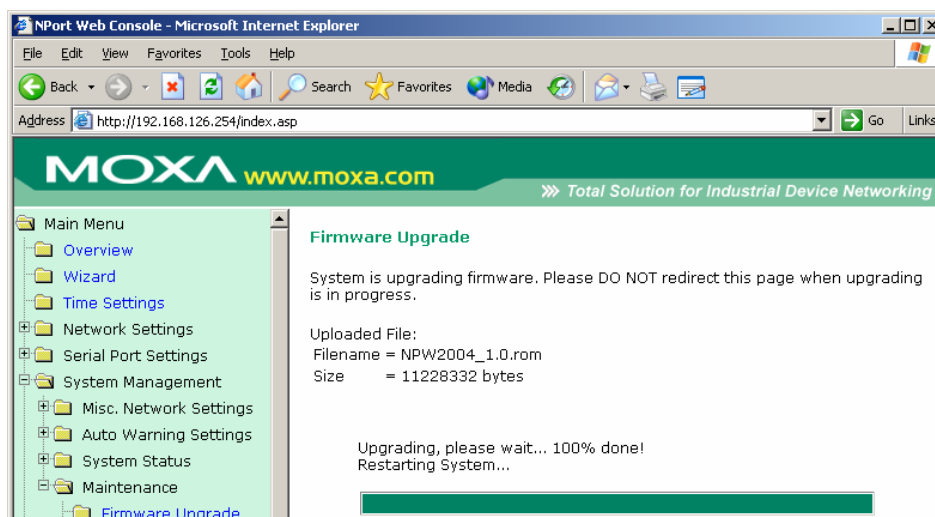 NPort Web Console - Microsoft Internet Explorer
File Edit View Favorites Tools Help
Back Search Favorites Media
Address http://192.168.126.254/index.asp Go Links
MOXA www.moxa.com
Total Solution for Industrial Device Networking
Main Menu
Overview
Wizard
Time Settings
Network Settings
Serial Port Settings
System Management
Misc. Network Settings
Auto Warning Settings
System Status
Maintenance
Firmware Upgrade
Firmware Upgrade
System is upgrading firmware. Please DO NOT redirect this page when upgrading
is in progress.
Uploaded File:
Filename = NPW2004_1.0.rom
Size = 11228332 bytes
Upgrading, please wait... 100% done!
Restarting System...